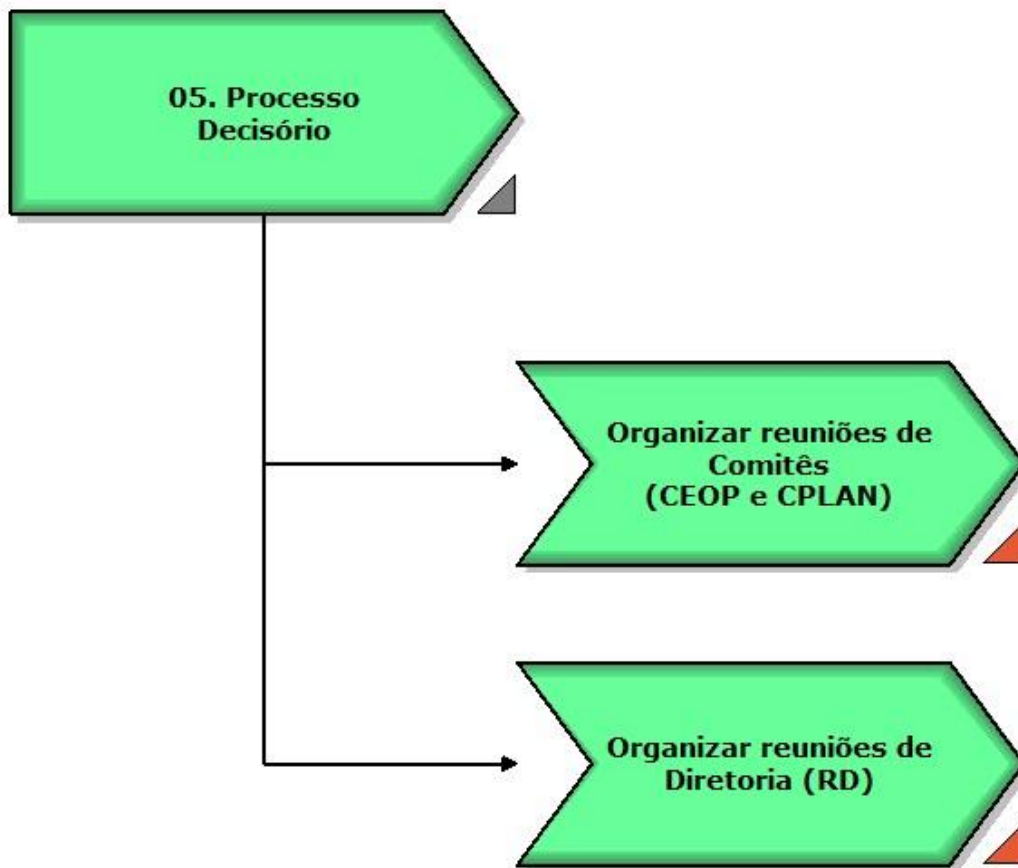 05. Processo
Decisório
Organizar reuniões de
Comitês
(CEOP e CPLAN)
Organizar reuniões de
Diretoria (RD)